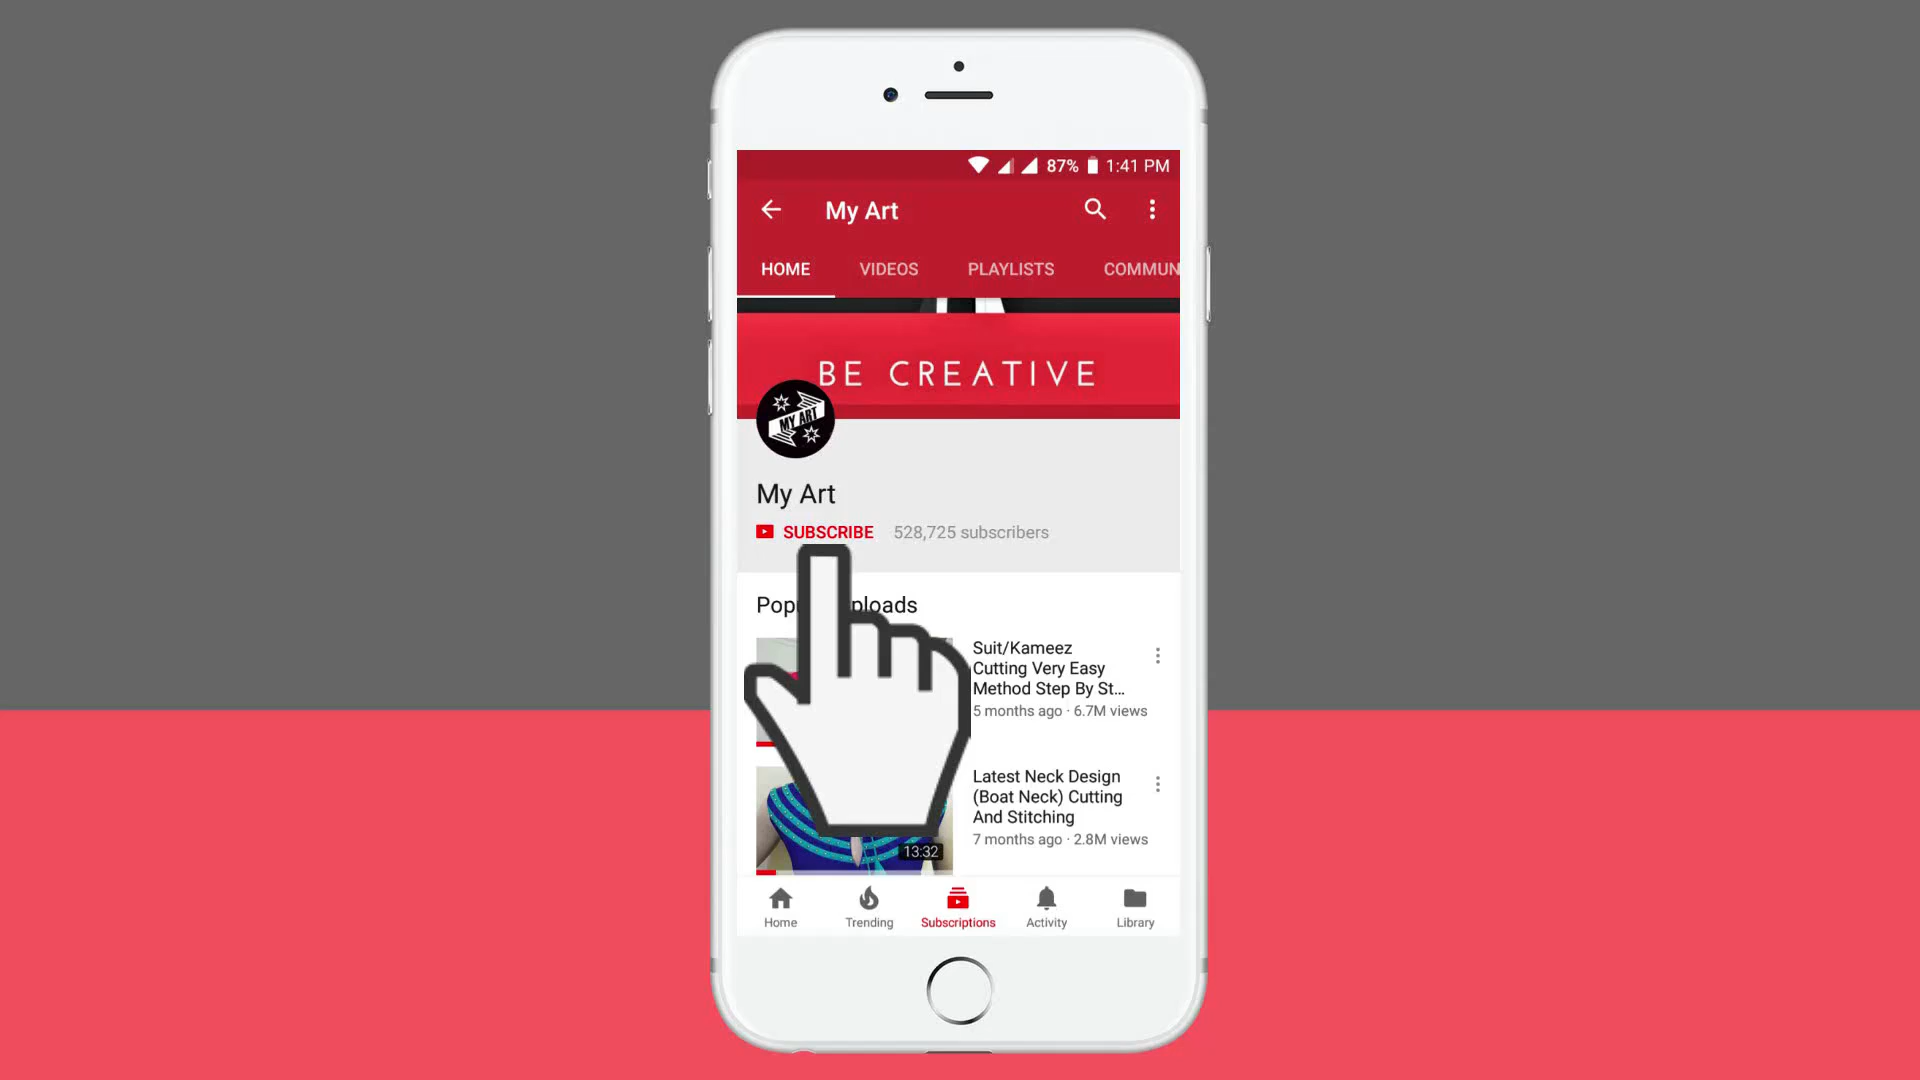 87% 1:41 PM
My Art
HOME VIDEOS PLAYLISTS COMMUN
BE CREATIVE
MY ART
My Art
SUBSCRIBE 528,725 subscribers
Pop ploads
Suit/Kameez
Cutting Very Easy
Method Step By St...
5 months ago · 6.7M views
Latest Neck Design
(Boat Neck) Cutting
And Stitching
7 months ago · 2.8M views
13:32
Home Trending Subscriptions Activity Library